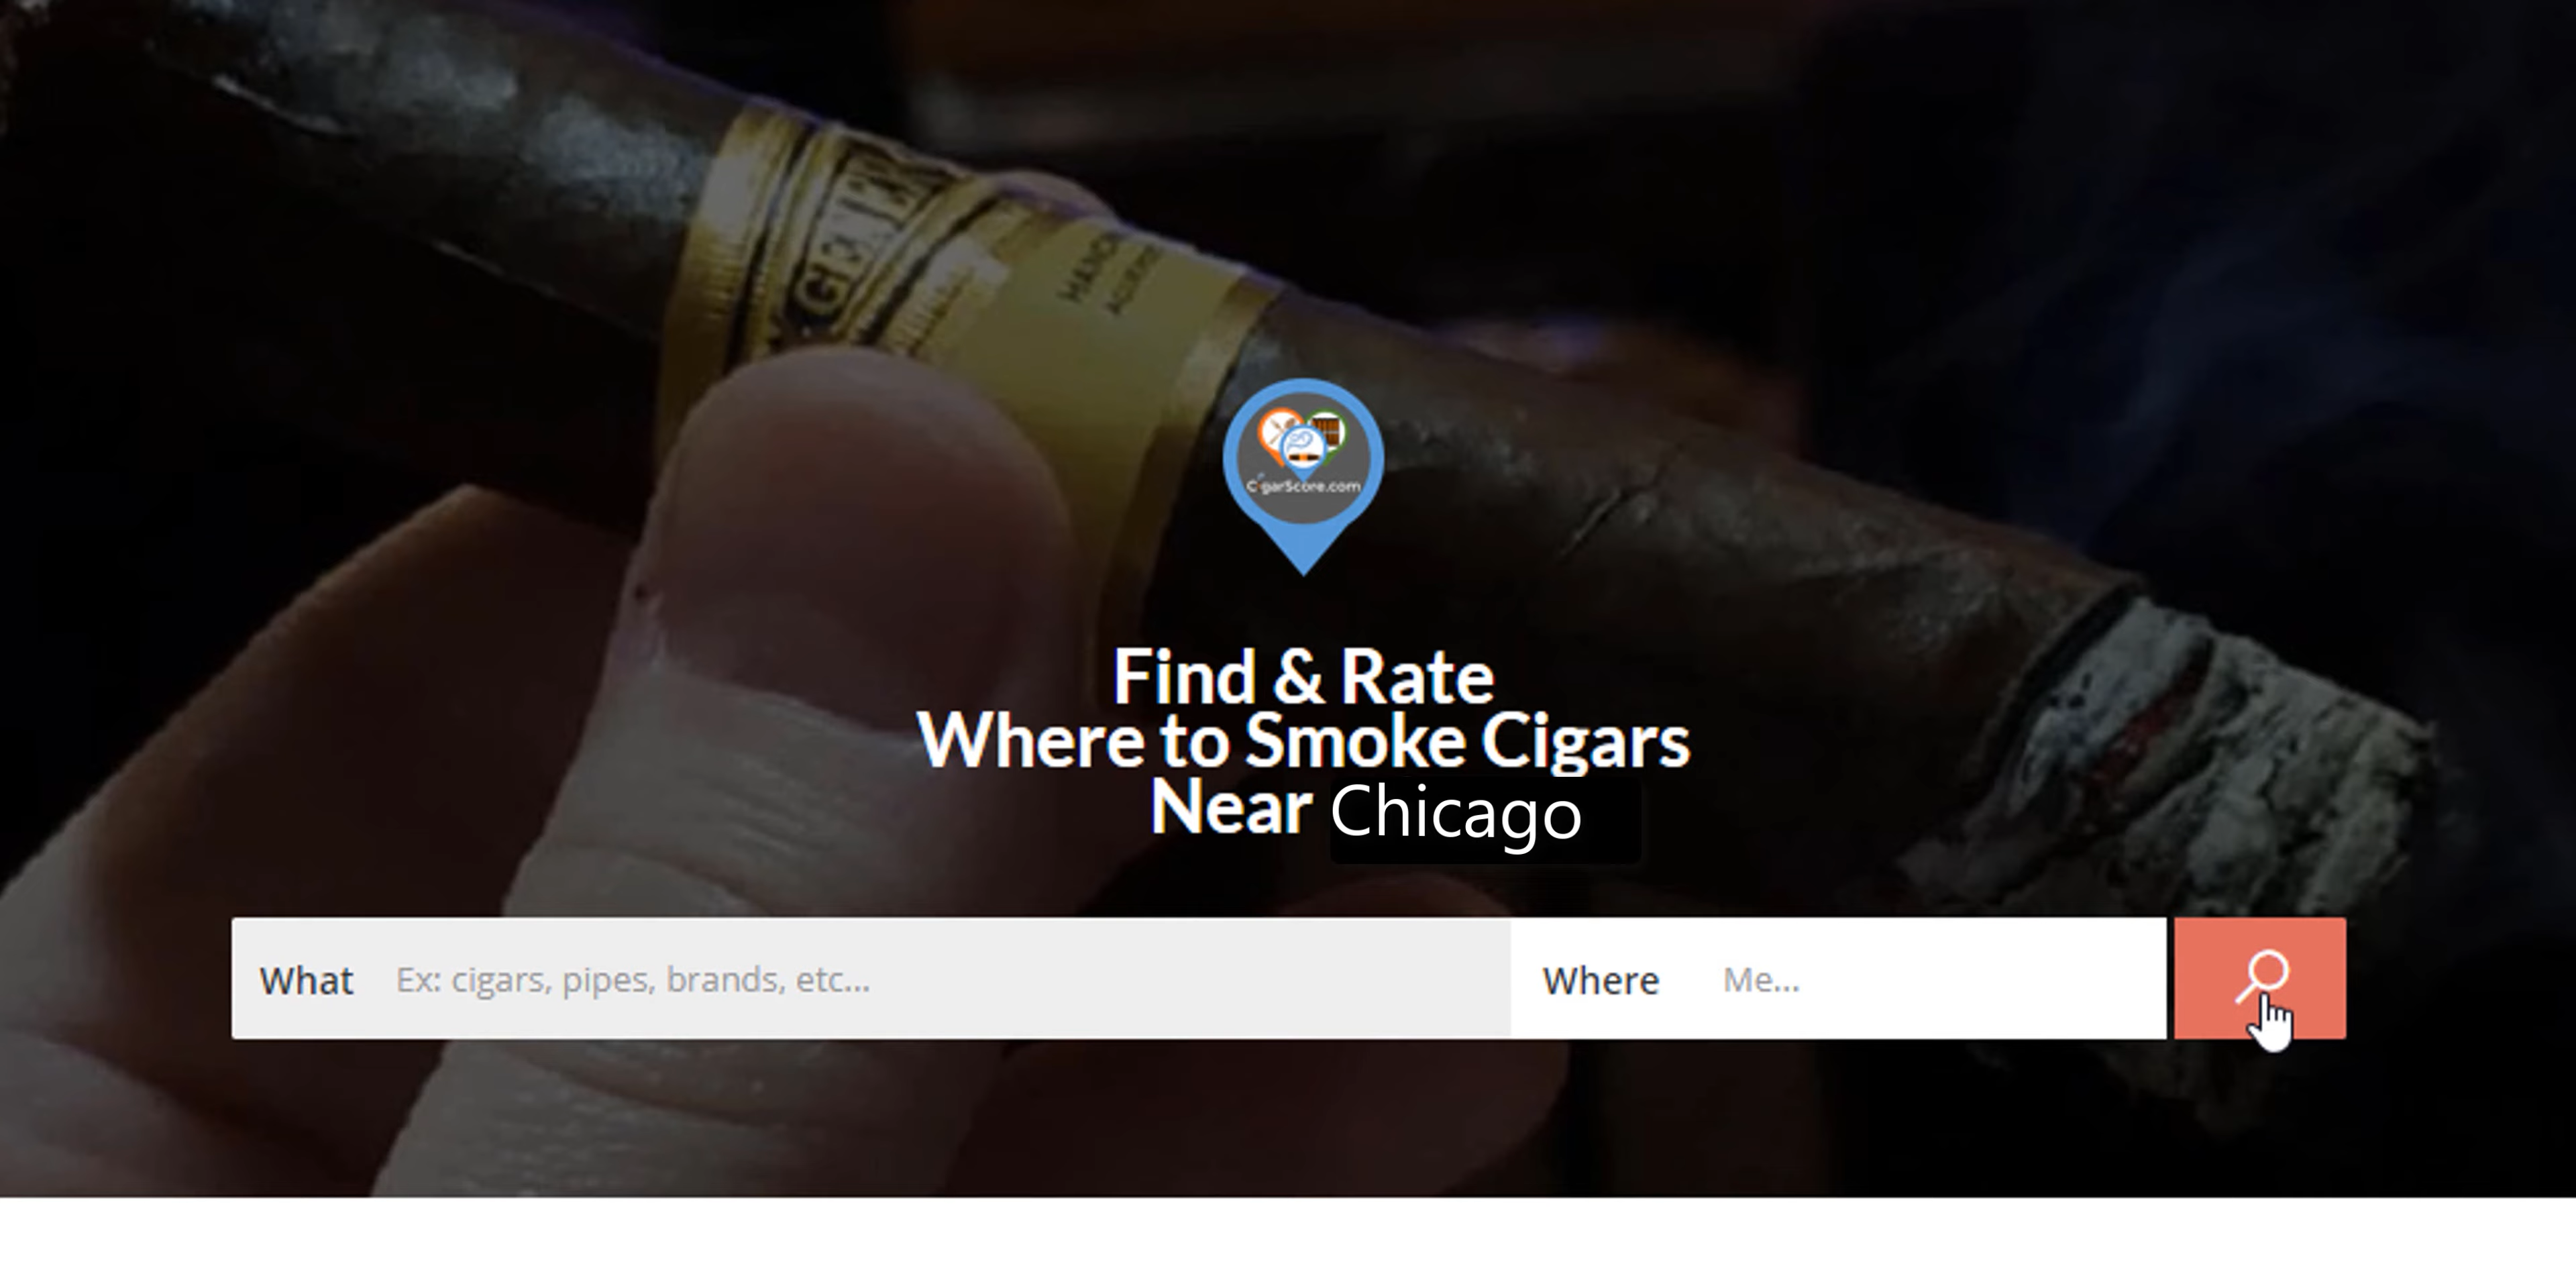 CigarScore.com
Find & Rate
Where to Smoke Cigars
Near Chicago
What Ex: cigars, pipes, brands, etc... Where Me...